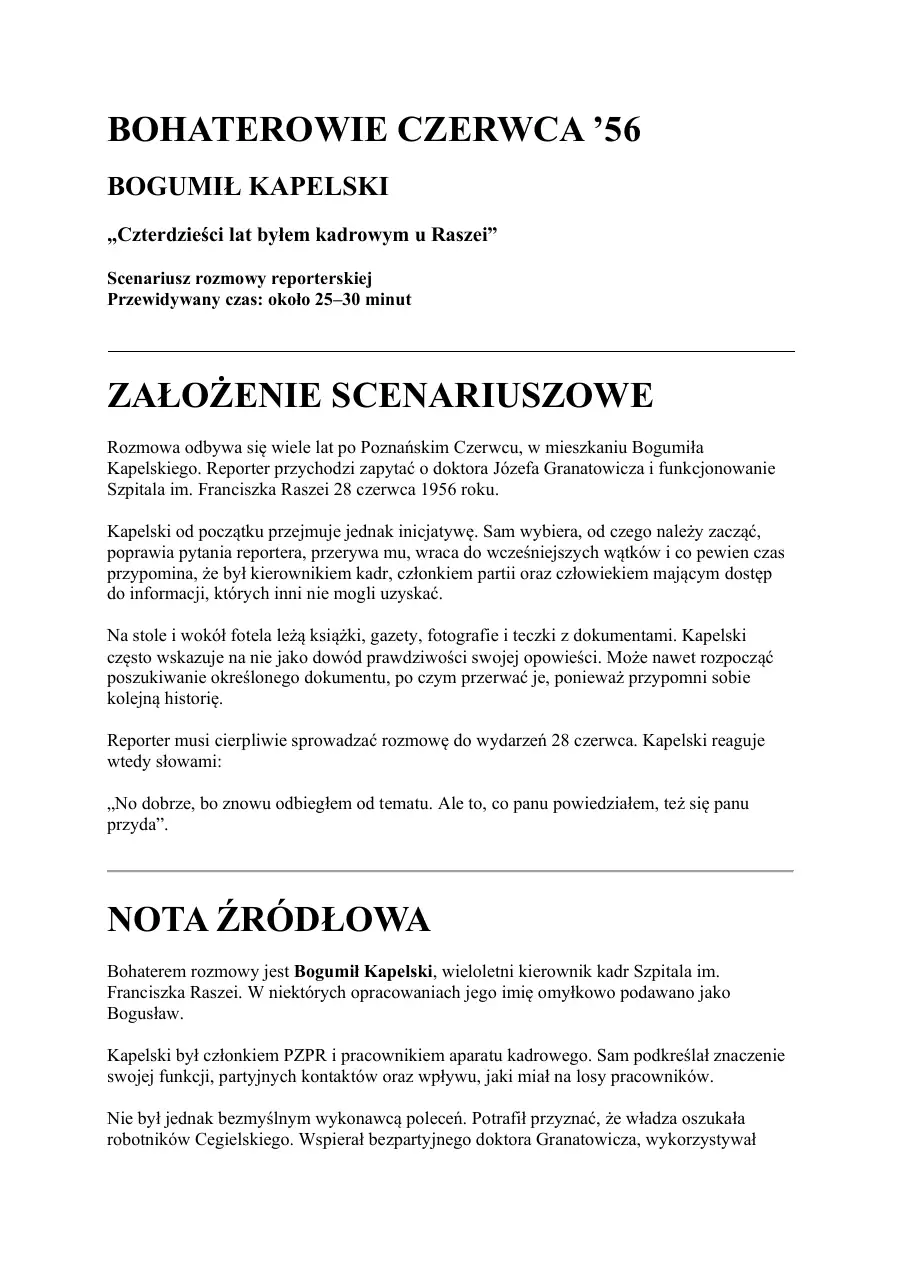 BOHATEROWIE CZERWCA ’56
BOGUMIŁ KAPELSKI
„Czterdzieści lat byłem kadrowym u Raszei”
Scenariusz rozmowy reporterskiej
Przewidywany czas: około 25–30 minut
ZAŁOŻENIE SCENARIUSZOWE
Rozmowa odbywa się wiele lat po Poznańskim Czerwcu, w mieszkaniu Bogumiła
Kapelskiego. Reporter przychodzi zapytać o doktora Józefa Granatowicza i funkcjonowanie
Szpitala im. Franciszka Raszei 28 czerwca 1956 roku.
Kapelski od początku przejmuje jednak inicjatywę. Sam wybiera, od czego należy zacząć,
poprawia pytania reportera, przerywa mu, wraca do wcześniejszych wątków i co pewien czas
przypomina, że był kierownikiem kadr, członkiem partii oraz człowiekiem mającym dostęp
do informacji, których inni nie mogli uzyskać.
Na stole i wokół fotela leżą książki, gazety, fotografie i teczki z dokumentami. Kapelski
często wskazuje na nie jako dowód prawdziwości swojej opowieści. Może nawet rozpocząć
poszukiwanie określonego dokumentu, po czym przerwać je, ponieważ przypomni sobie
kolejną historię.
Reporter musi cierpliwie sprowadzać rozmowę do wydarzeń 28 czerwca. Kapelski reaguje
wtedy słowami:
„No dobrze, bo znowu odbiegłem od tematu. Ale to, co panu powiedziałem, też się panu
przyda”.
NOTA ŹRÓDŁOWA
Bohaterem rozmowy jest Bogumił Kapelski, wieloletni kierownik kadr Szpitala im.
Franciszka Raszei. W niektórych opracowaniach jego imię omyłkowo podawano jako
Bogusław.
Kapelski był członkiem PZPR i pracownikiem aparatu kadrowego. Sam podkreślał znaczenie
swojej funkcji, partyjnych kontaktów oraz wpływu, jaki miał na losy pracowników.
Nie był jednak bezmyślnym wykonawcą poleceń. Potrafił przyznać, że władza oszukała
robotników Cegielskiego. Wspierał bezpartyjnego doktora Granatowicza, wykorzystywał